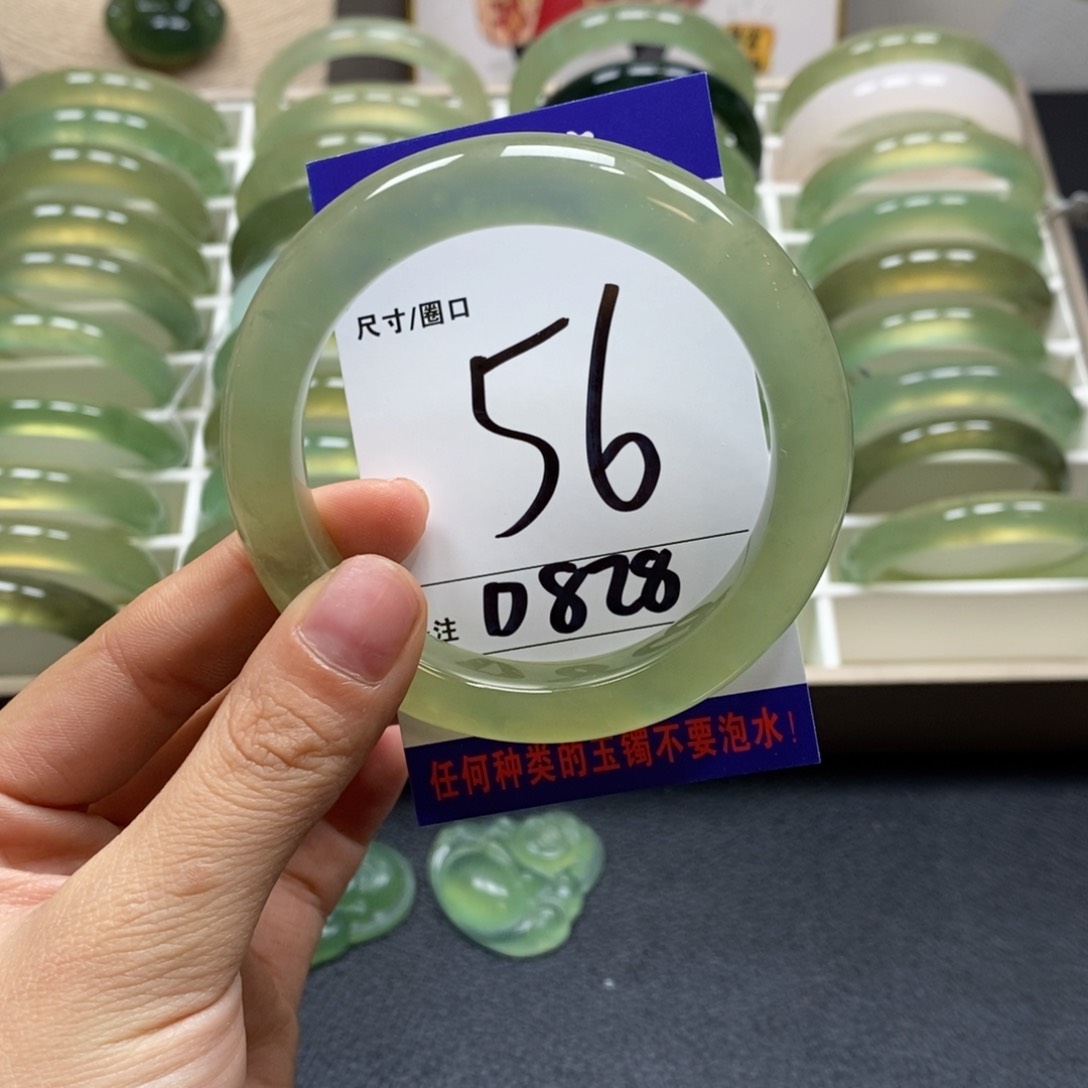 尺寸/圈口
56
注 D828
任何种类的玉镯不要泡水!